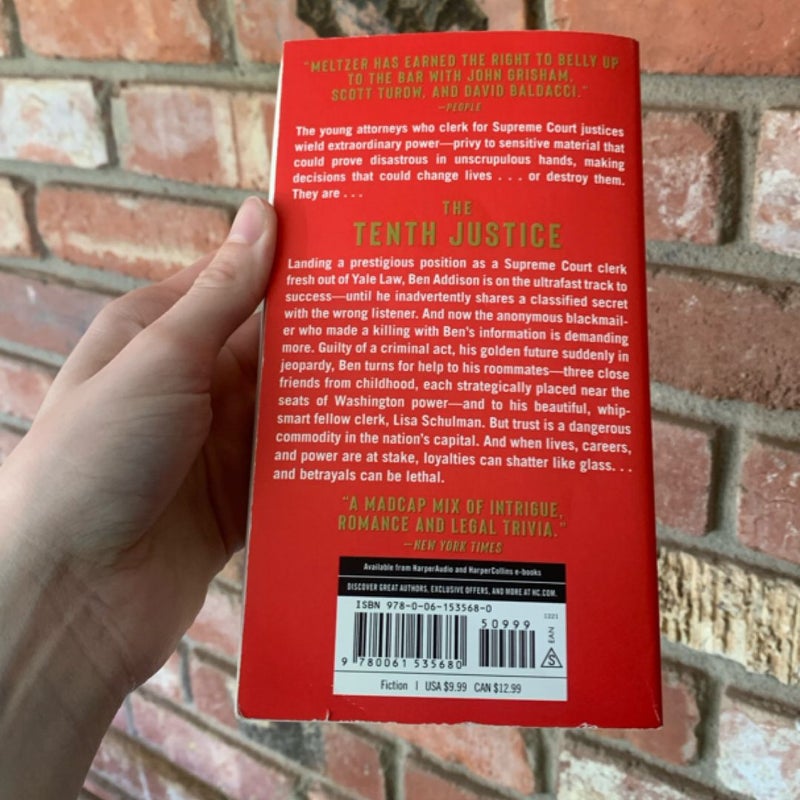 "MELTZER HAS EARNED THE RIGHT TO BELLY UP
TO THE BAR WITH JOHN GRISHAM,
SCOTT TUROW, AND DAVID BALDACCI."
—PEOPLE
The young attorneys who clerk for Supreme Court justices
wield extraordinary power—privy to sensitive material that
could prove disastrous in unscrupulous hands, making
decisions that could change lives . . . or destroy them.
They are . . .
THE
TENTH JUSTICE
Landing a prestigious position as a Supreme Court clerk
fresh out of Yale Law, Ben Addison is on the ultrafast track to
success—until he inadvertently shares a classified secret
with the wrong listener. And now the anonymous blackmail-
er who made a killing with Ben's information is demanding
more. Guilty of a criminal act, his golden future suddenly in
jeopardy, Ben turns for help to his roommates—three close
friends from childhood, each strategically placed near the
seats of Washington power—and to his beautiful, whip-
smart fellow clerk, Lisa Schulman. But trust is a dangerous
commodity in the nation's capital. And when lives, careers,
and power are at stake, loyalties can shatter like glass. . .
and betrayals can be lethal.
"A MADCAP MIX OF INTRIGUE,
ROMANCE AND LEGAL TRIVIA."
—NEW YORK TIMES
Available from HarperAudio and HarperCollins e-books
DISCOVER GREAT AUTHORS, EXCLUSIVE OFFERS, AND MORE AT HC.COM.
ISBN 978-0-06-153568-0
50999
1221
EAN
S
9 780061 535680
Fiction | USA $9.99 CAN $12.99